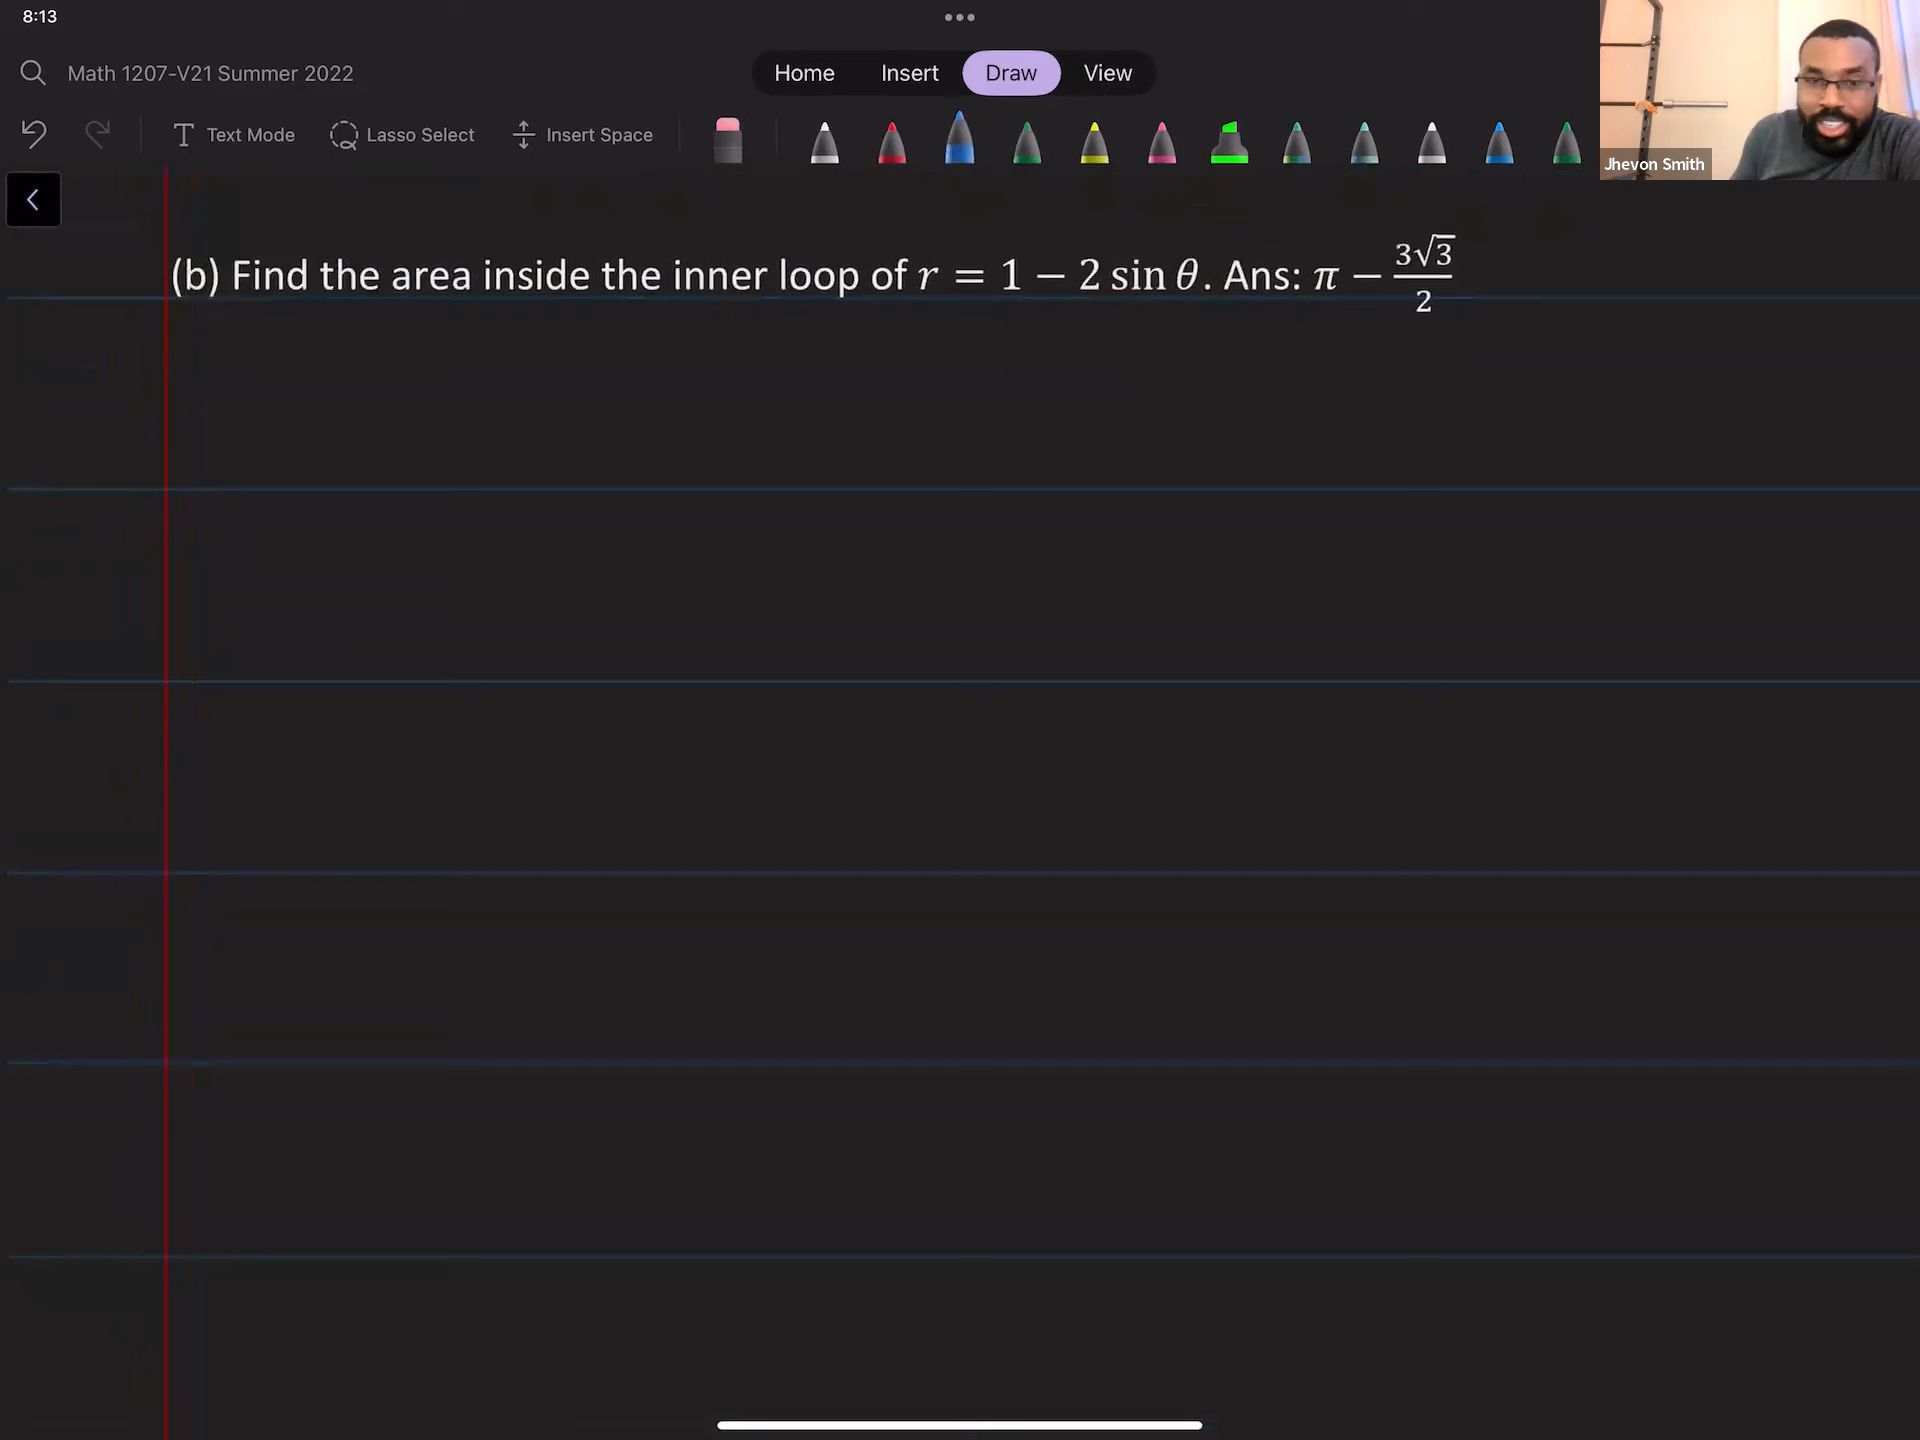 8:13
Math 1207-V21 Summer 2022
Home Insert Draw View
Text Mode Lasso Select Insert Space
Jhevon Smith
(b) Find the area inside the inner loop of r = 1 − 2 sin θ. Ans: π − 3√3/2